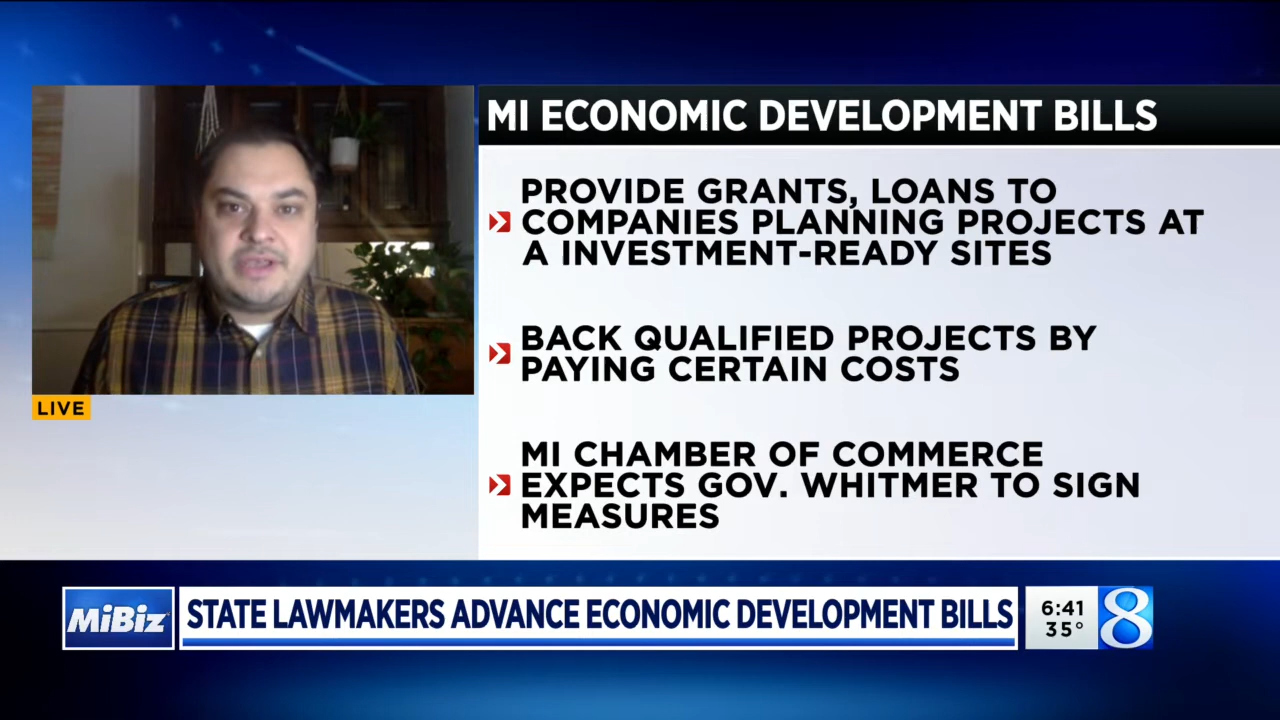 MI ECONOMIC DEVELOPMENT BILLS
PROVIDE GRANTS, LOANS TO
COMPANIES PLANNING PROJECTS AT
A INVESTMENT-READY SITES
BACK QUALIFIED PROJECTS BY
PAYING CERTAIN COSTS
MI CHAMBER OF COMMERCE
EXPECTS GOV. WHITMER TO SIGN
MEASURES
LIVE
MiBiz
STATE LAWMAKERS ADVANCE ECONOMIC DEVELOPMENT BILLS
6:41
35°
8